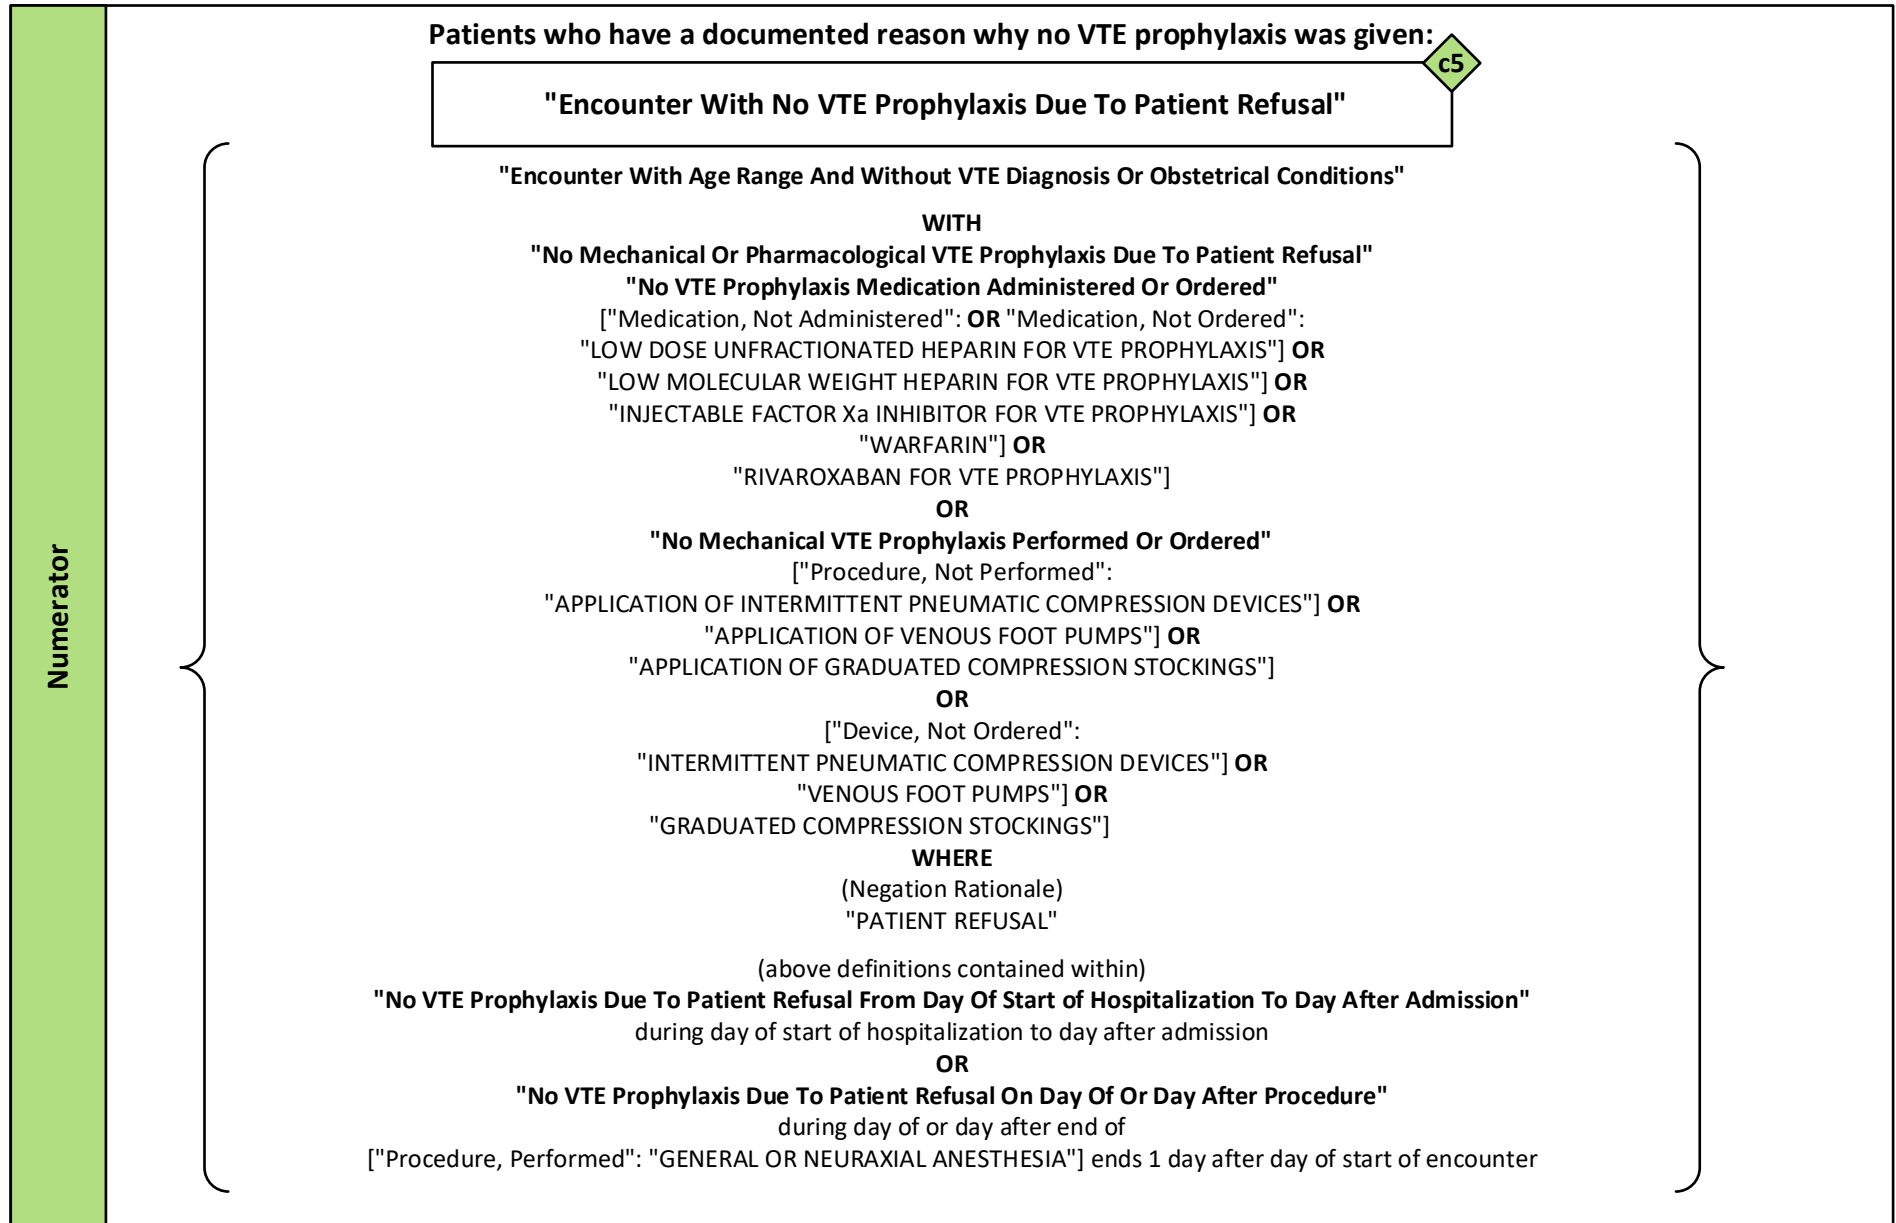 Patients who have a documented reason why no VTE prophylaxis was given:
c5
"Encounter With No VTE Prophylaxis Due To Patient Refusal"
"Encounter With Age Range And Without VTE Diagnosis Or Obstetrical Conditions"
WITH
"No Mechanical Or Pharmacological VTE Prophylaxis Due To Patient Refusal"
"No VTE Prophylaxis Medication Administered Or Ordered"
["Medication, Not Administered": OR "Medication, Not Ordered":
"LOW DOSE UNFRACTIONATED HEPARIN FOR VTE PROPHYLAXIS"] OR
"LOW MOLECULAR WEIGHT HEPARIN FOR VTE PROPHYLAXIS"] OR
"INJECTABLE FACTOR Xa INHIBITOR FOR VTE PROPHYLAXIS"] OR
"WARFARIN"] OR
"RIVAROXABAN FOR VTE PROPHYLAXIS"]
OR
"No Mechanical VTE Prophylaxis Performed Or Ordered"
["Procedure, Not Performed":
"APPLICATION OF INTERMITTENT PNEUMATIC COMPRESSION DEVICES"] OR
"APPLICATION OF VENOUS FOOT PUMPS"] OR
"APPLICATION OF GRADUATED COMPRESSION STOCKINGS"]
OR
["Device, Not Ordered":
"INTERMITTENT PNEUMATIC COMPRESSION DEVICES"] OR
"VENOUS FOOT PUMPS"] OR
"GRADUATED COMPRESSION STOCKINGS"]
WHERE
(Negation Rationale)
"PATIENT REFUSAL"
(above definitions contained within)
"No VTE Prophylaxis Due To Patient Refusal From Day Of Start of Hospitalization To Day After Admission"
during day of start of hospitalization to day after admission
OR
"No VTE Prophylaxis Due To Patient Refusal On Day Of Or Day After Procedure"
during day of or day after end of
["Procedure, Performed": "GENERAL OR NEURAXIAL ANESTHESIA"] ends 1 day after day of start of encounter
Numerator